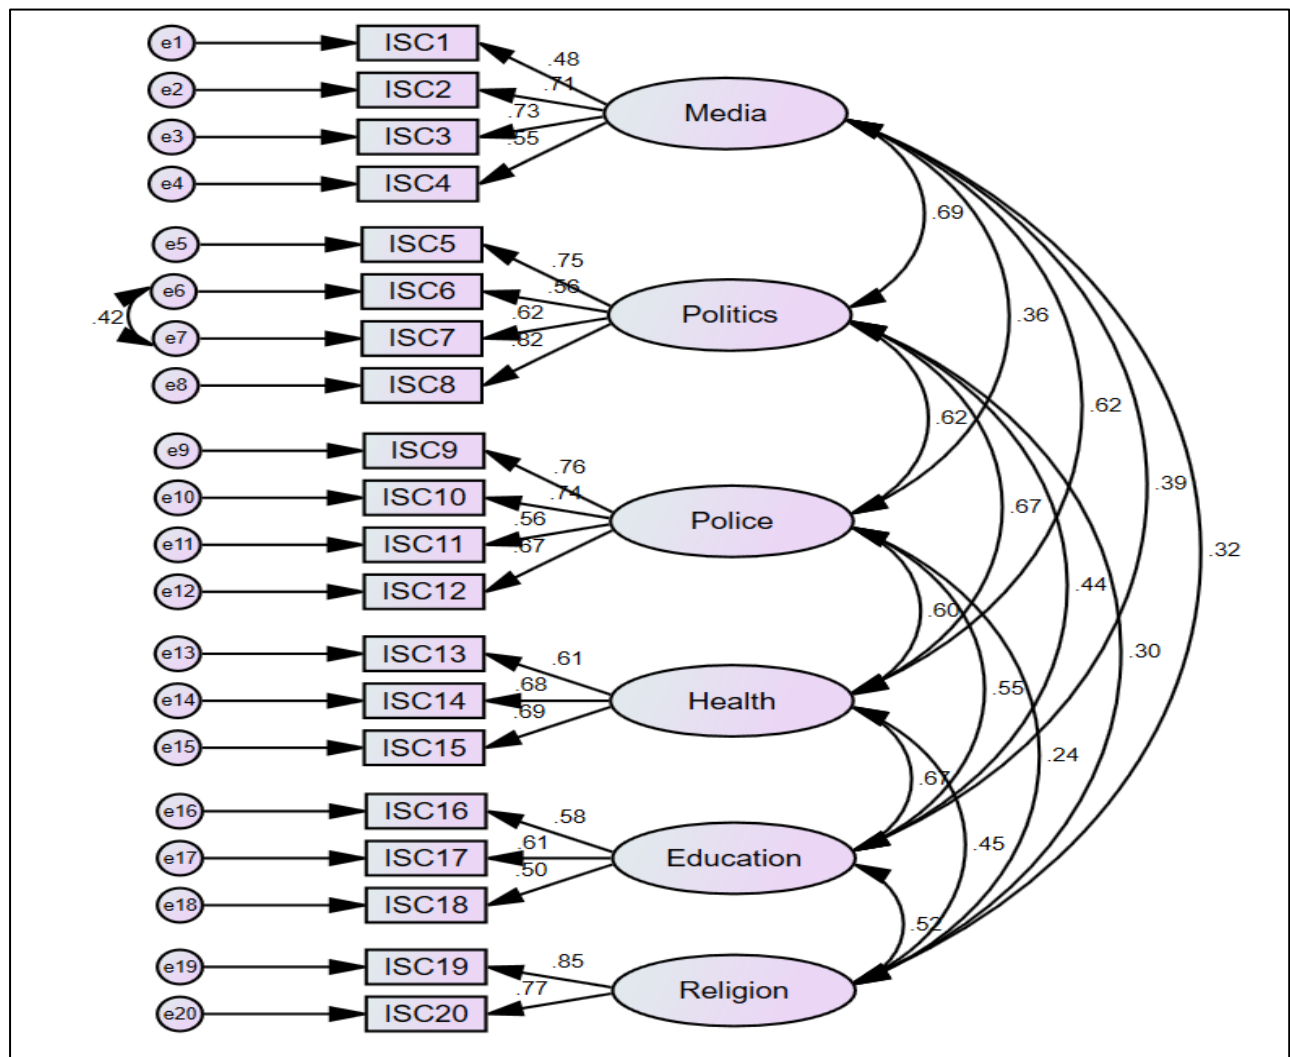 e1 ISC1
.48
e2 ISC2 .71
Media
e3 ISC3 .73
e4 ISC4 .55
.69
e5 ISC5 .75
e6 ISC6 .56
.42
.62
Politics
.36
e7 ISC7 .82
e8 ISC8
.62 .62
e9 ISC9 .76
e10 ISC10 .74
.39
.67
e11 ISC11 .56
Police
e12 ISC12 .67
.32
.44
.60
e13 ISC13 .61
.30
e14 ISC14 .68
Health
.55
e15 ISC15 .69
.24
.67
e16 ISC16 .58
.45
e17 ISC17 .61
Education
e18 ISC18 .50
.52
e19 ISC19 .85
Religion
e20 ISC20 .77